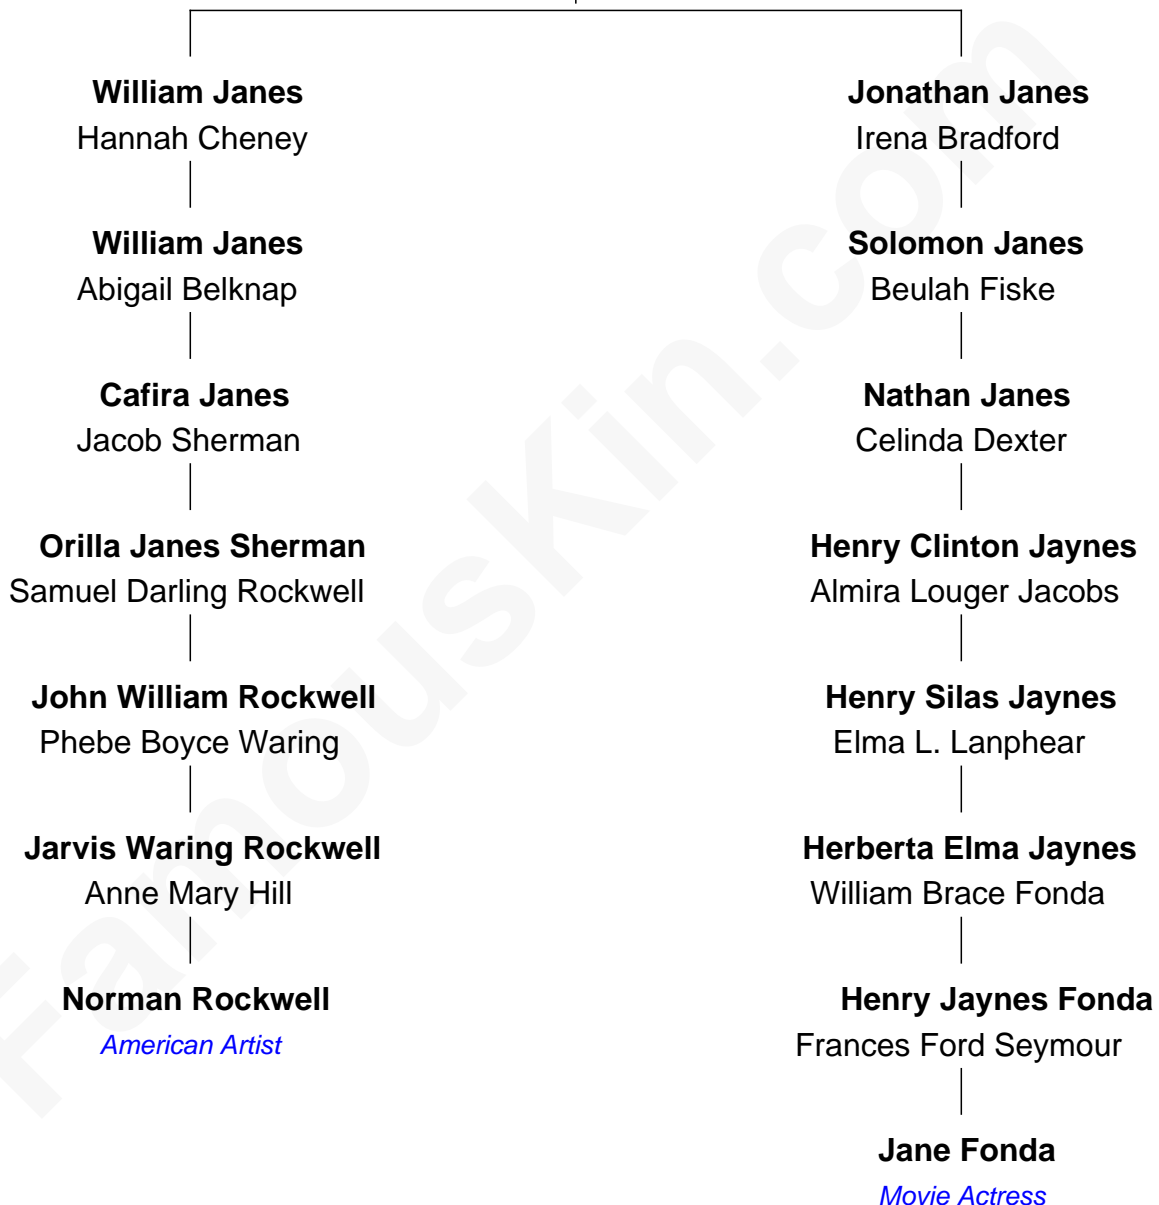 William Janes
Hannah Cheney
William Janes
Abigail Belknap
Cafira Janes
Jacob Sherman
Orilla Janes Sherman
Samuel Darling Rockwell
John William Rockwell
Phebe Boyce Waring
Jarvis Waring Rockwell
Anne Mary Hill
Norman Rockwell
American Artist
Jonathan Janes
Irena Bradford
Solomon Janes
Beulah Fiske
Nathan Janes
Celinda Dexter
Henry Clinton Jaynes
Almira Louger Jacobs
Henry Silas Jaynes
Elma L. Lanphear
Herberta Elma Jaynes
William Brace Fonda
Henry Jaynes Fonda
Frances Ford Seymour
Jane Fonda
Movie Actress
FamousKin.com